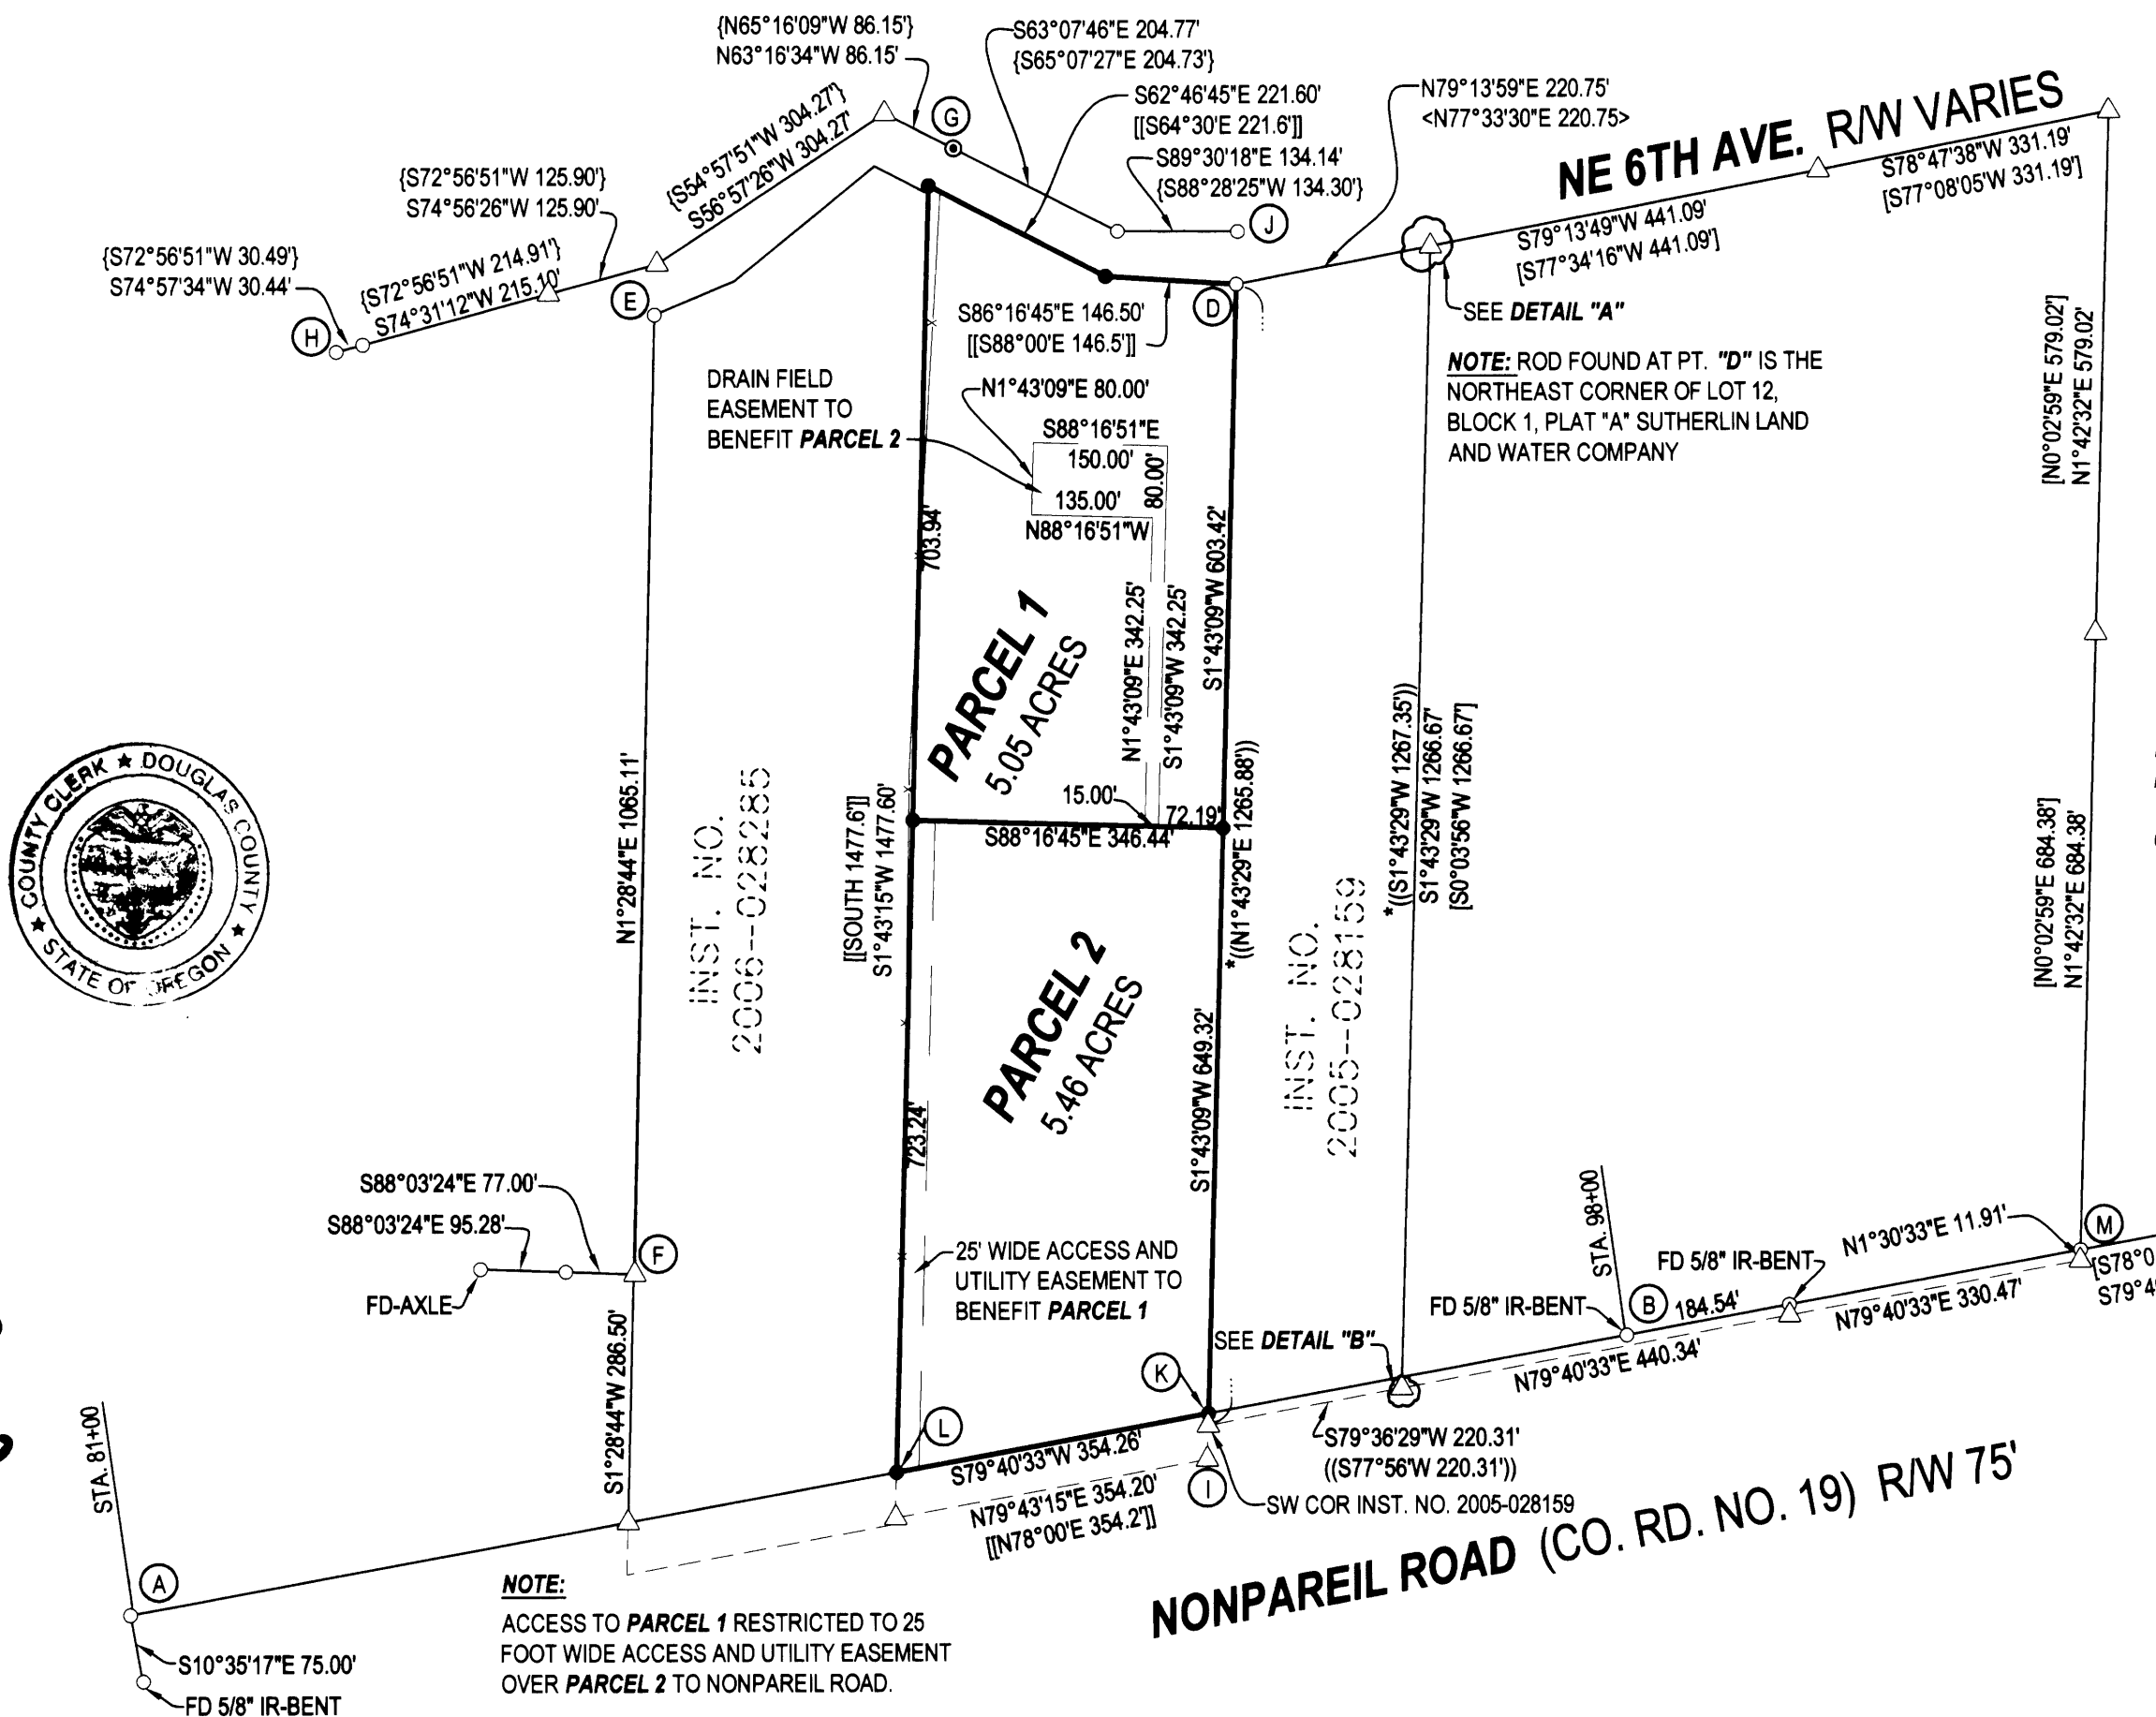 {N65°16'09"W 86.15'}
N63°16'34"W 86.15'
S63°07'46"E 204.77'
{S65°07'27"E 204.73'}
S62°46'45"E 221.60'
[[S64°30'E 221.6']]
S89°30'18"E 134.14'
{S88°28'25"W 134.30'}
N79°13'59"E 220.75'
<N77°33'30"E 220.75>
NE 6TH AVE. R/W VARIES
S78°47'38"W 331.19'
[S77°08'05'W 331.19']
S79°13'49"W 441.09'
[S77°34'16"W 441.09']
G
J
{S54°57'51"W 304.27'}
S56°57'26"W 304.27'
{S72°56'51"W 125.90'}
S74°56'26"W 125.90'
{S72°56'51"W 30.49'}
S74°57'34"W 30.44'
{S72°56'51"W 214.91'}
S74°31'12"W 215.10'
H
E
D
S86°16'45"E 146.50'
[[S88°00'E 146.5']]
SEE DETAIL "A"
NOTE: ROD FOUND AT PT. "D" IS THE
NORTHEAST CORNER OF LOT 12,
BLOCK 1, PLAT "A" SUTHERLIN LAND
AND WATER COMPANY
DRAIN FIELD
EASEMENT TO
BENEFIT PARCEL 2
N1°43'09"E 80.00'
S88°16'51"E
150.00'
80.00'
135.00'
N88°16'51"W
703.94'
S1°43'09"W 603.42'
[N0°02'59"E 579.02']
N1°42'32"E 579.02'
PARCEL 1
5.05 ACRES
N1°43'09"E 342.25'
S1°43'09"W 342.25'
15.00'
72.19'
S88°16'45"E 346.44'
*((N1°43'29"E 1265.88'))
*((S1°43'29"W 1267.35'))
S1°43'29"W 1266.67'
[S0°03'56"W 1266.67']
COUNTY CLERK ★ DOUGLAS COUNTY ★ STATE OF OREGON ★
N1°28'44"E 1065.11'
INST. NO.
2006-028285
[[SOUTH 1477.6']]
S1°43'15"W 1477.60'
[N0°02'59"E 684.38']
N1°42'32"E 684.38'
PARCEL 2
5.46 ACRES
INST. NO.
2005-028159
723.24'
S1°43'09"W 649.32'
S88°03'24"E 77.00'
S88°03'24"E 95.28'
FD-AXLE
F
25' WIDE ACCESS AND
UTILITY EASEMENT TO
BENEFIT PARCEL 1
STA. 98+00
FD 5/8" IR-BENT
N1°30'33"E 11.91'
M
FD 5/8" IR-BENT
B
184.54'
N79°40'33"E 330.47'
[S78°0
S79°4
SEE DETAIL "B"
K
N79°40'33"E 440.34'
S1°28'44"W 286.50'
L
S79°40'33"W 354.26'
I
S79°36'29"W 220.31'
((S77°56'W 220.31'))
N79°43'15"E 354.20'
[[N78°00'E 354.2']]
SW COR INST. NO. 2005-028159
NONPAREIL ROAD (CO. RD. NO. 19) R/W 75'
STA. 81+00
A
S10°35'17"E 75.00'
FD 5/8" IR-BENT
NOTE:
ACCESS TO PARCEL 1 RESTRICTED TO 25
FOOT WIDE ACCESS AND UTILITY EASEMENT
OVER PARCEL 2 TO NONPAREIL ROAD.